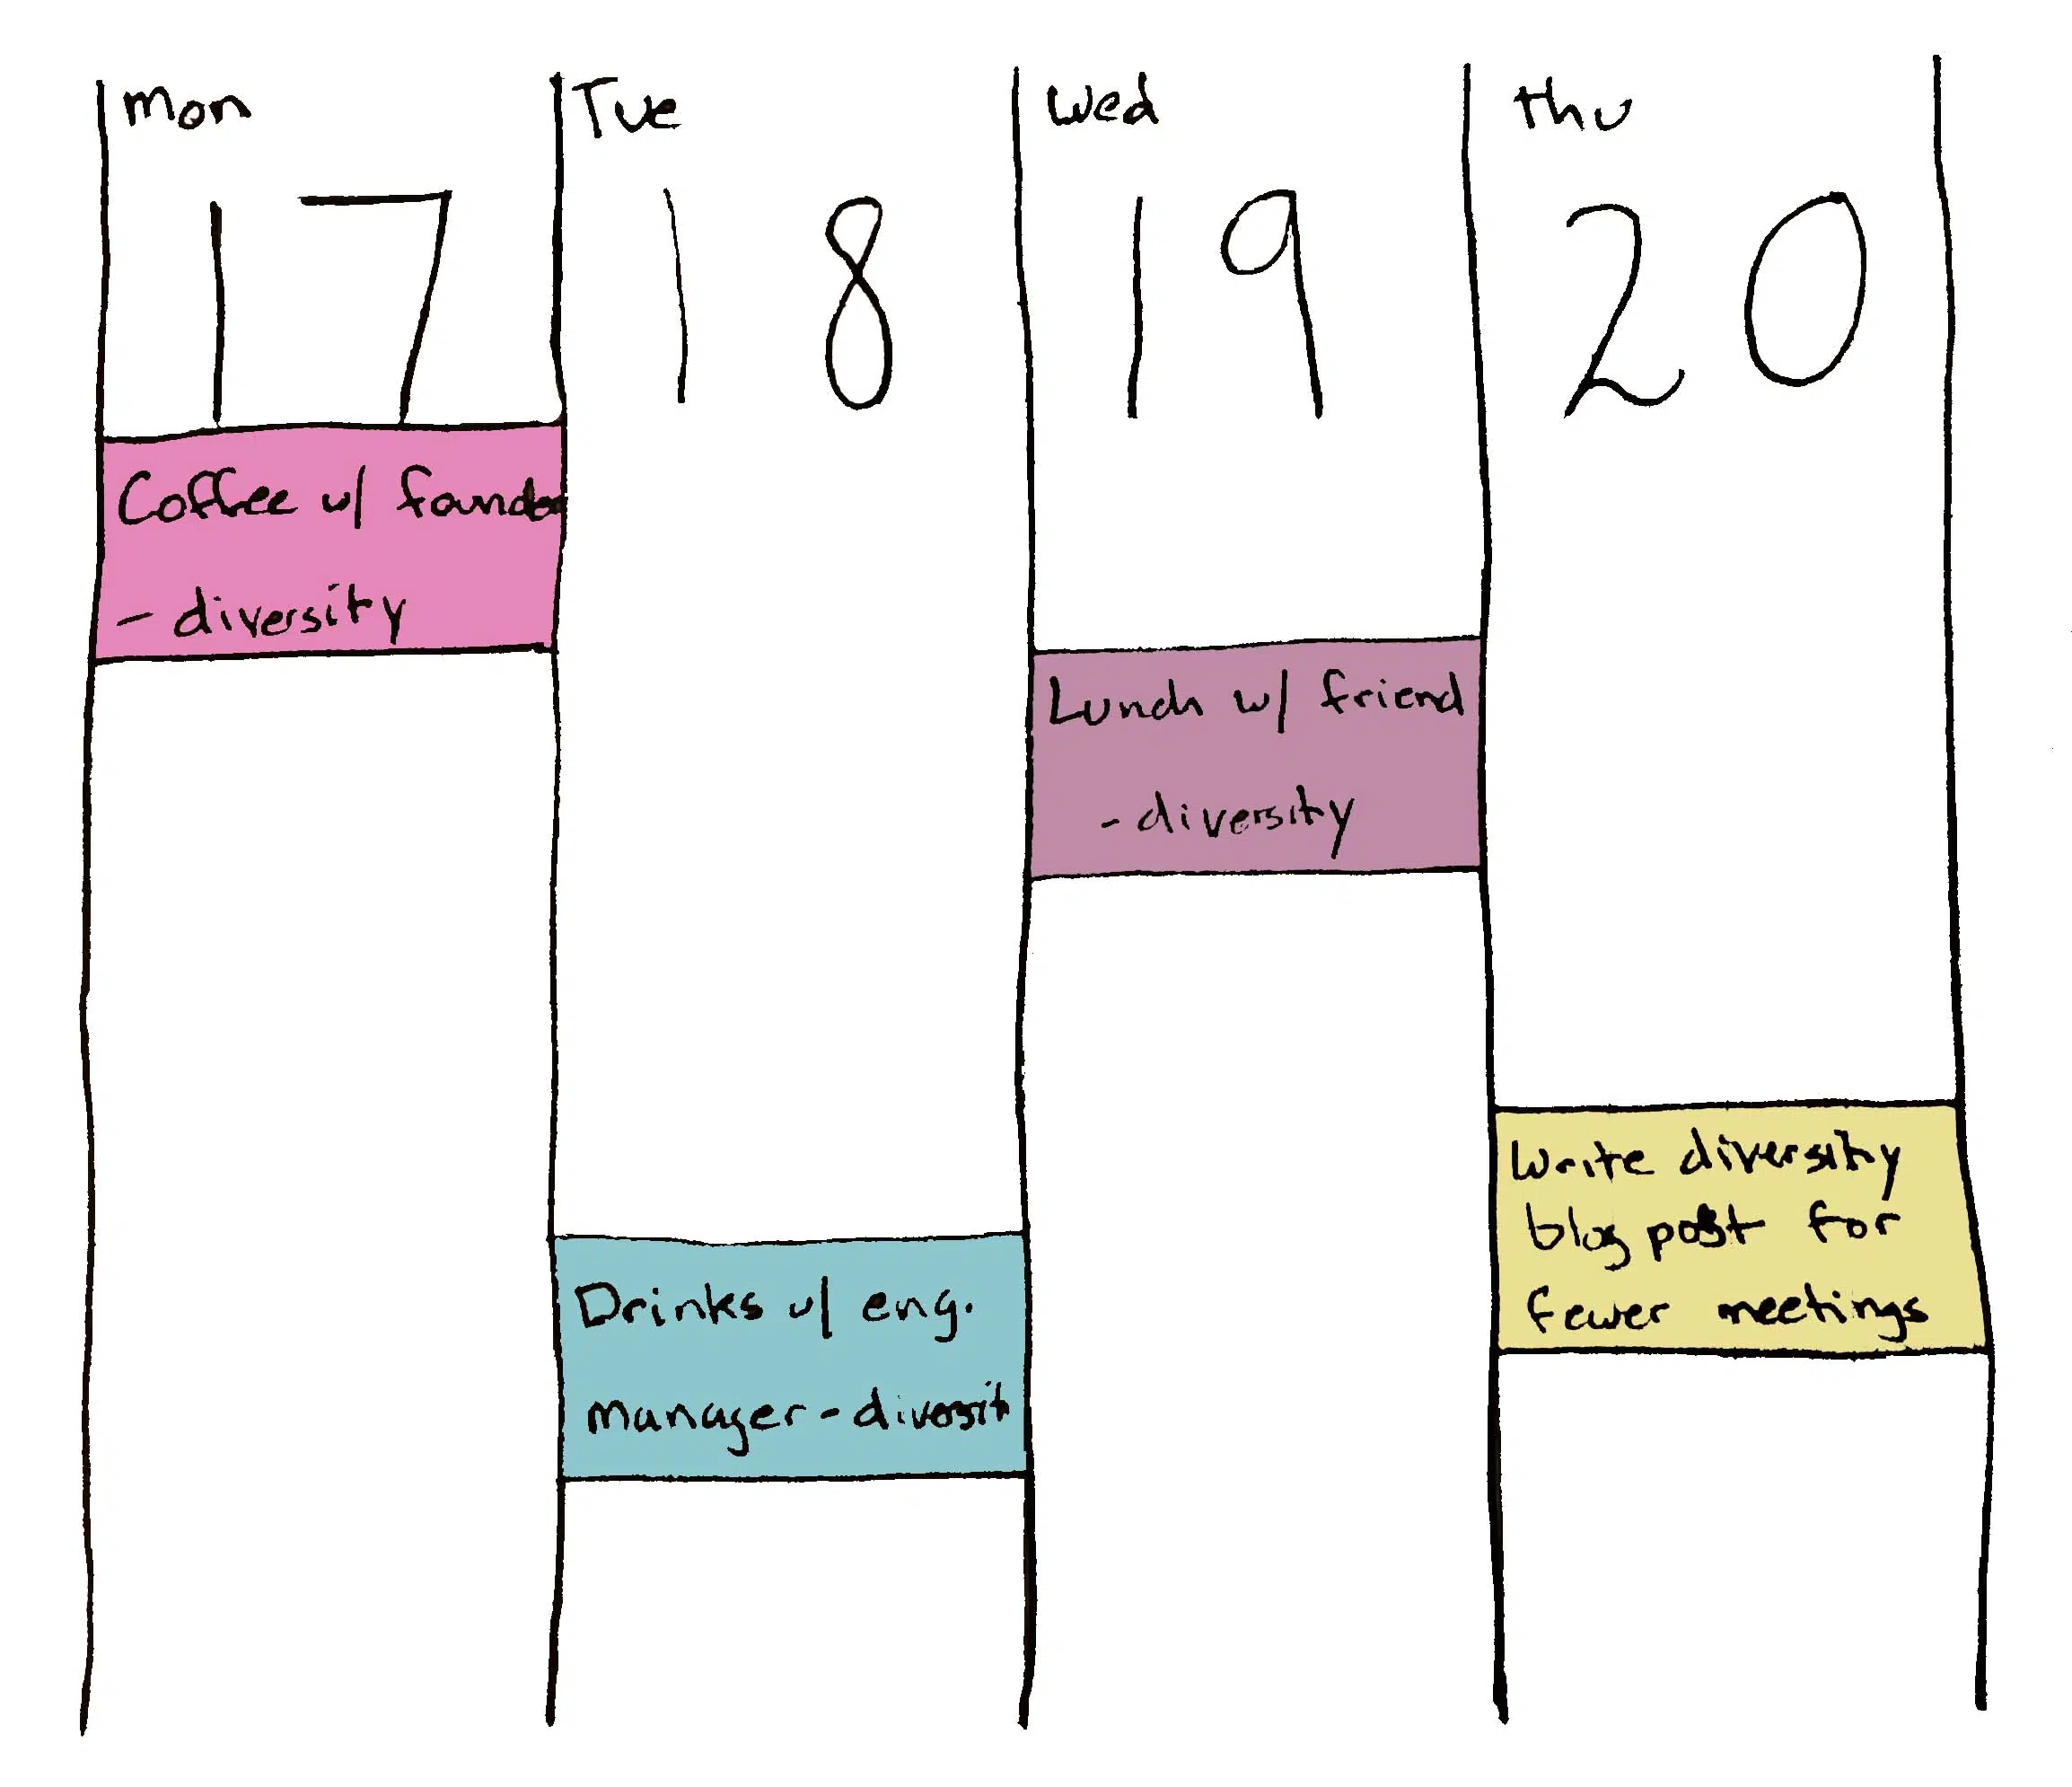 Mon
Tue
Wed
Thu
17
18
19
20
Coffee w/ founder
- diversity
Lunch w/ friend
- diversity
Write diversity
blog post for
fewer meetings
Drinks w/ eng.
manager - diversit